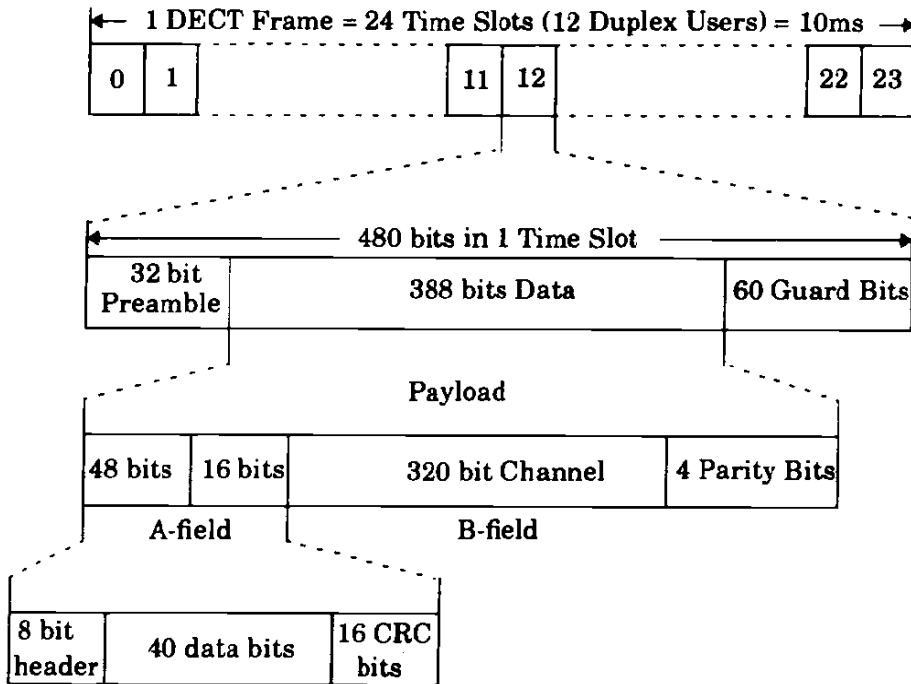 1 DECT Frame = 24 Time Slots (12 Duplex Users) = 10ms
0 1 11 12 22 23
480 bits in 1 Time Slot
32 bit
Preamble
388 bits Data
60 Guard Bits
Payload
48 bits
16 bits
320 bit Channel
4 Parity Bits
A-field
B-field
8 bit
header
40 data bits
16 CRC
bits